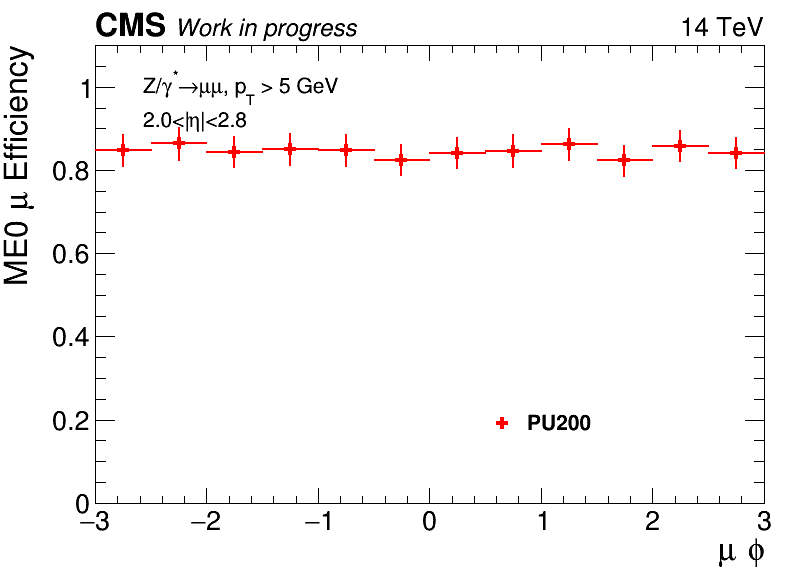 CMS Work in progress 14 TeV
Z/γ*→μμ, pT > 5 GeV
2.0<|η|<2.8
ME0 μ Efficiency
1
0.8
0.6
0.4
0.2
0
PU200
−3 −2 −1 0 1 2 3
μ ϕ